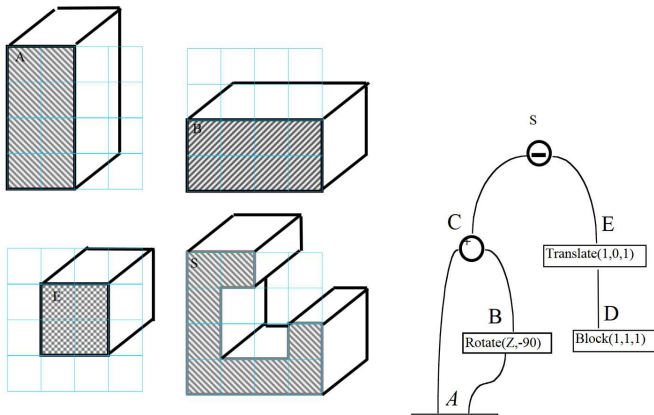 A
B
S
C
+
E
Translate(1,0,1)
E
S
B
Rotate(Z,-90)
D
Block(1,1,1)
A